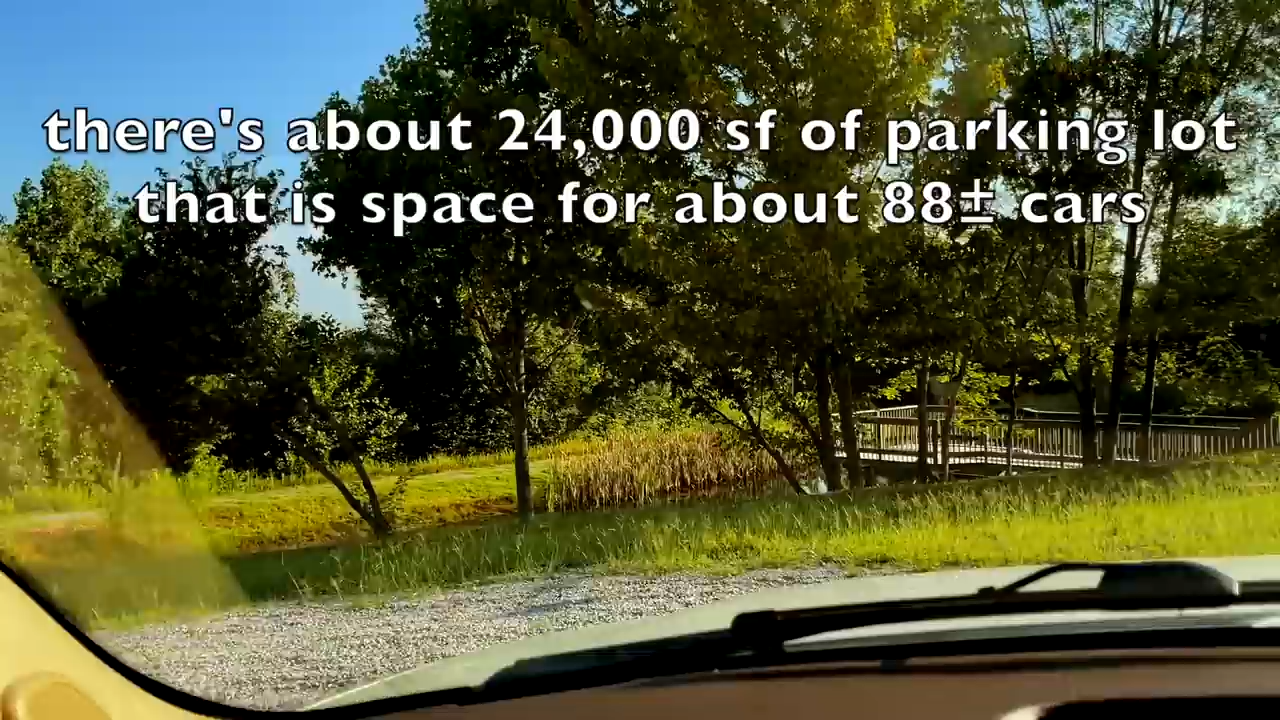 there's about 24,000 sf of parking lot
that is space for about 88± cars